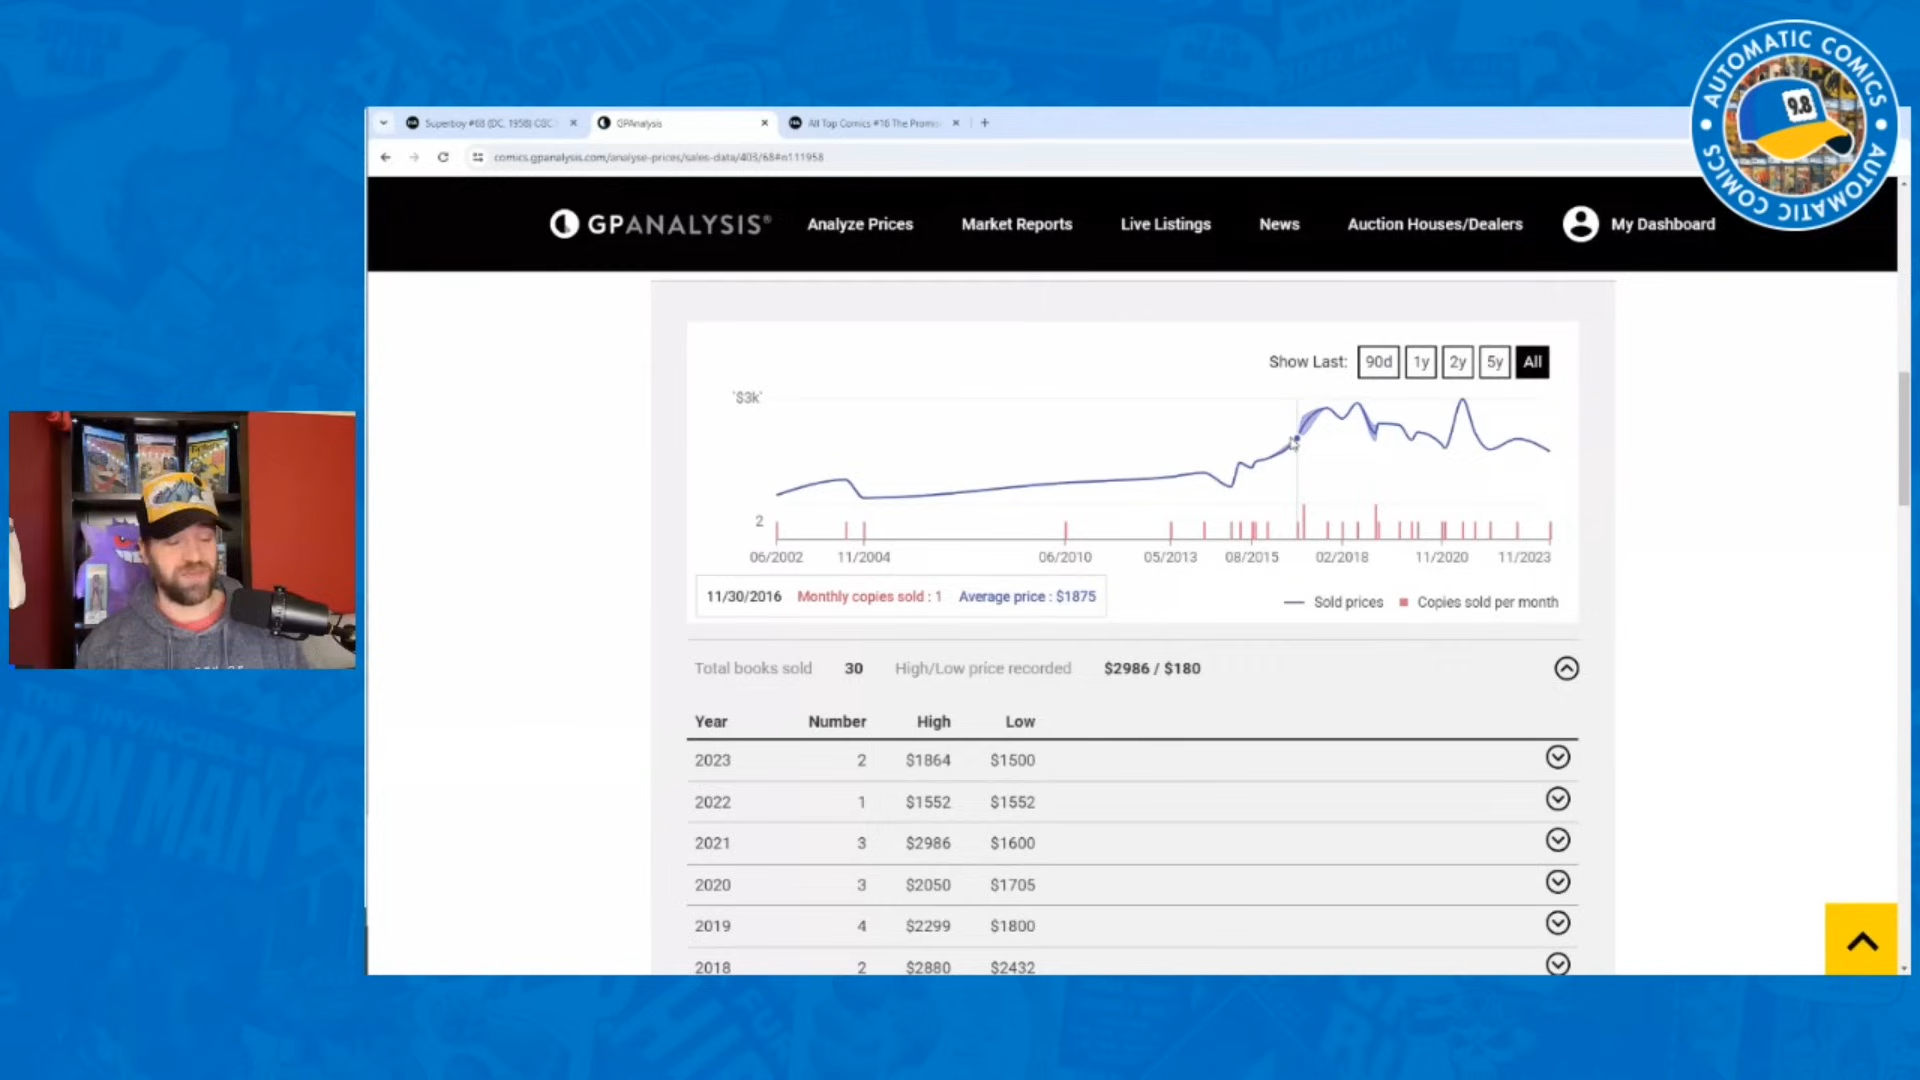 AUTOMATIC COMICS
AUTOMATIC COMICS
9.8
Superboy #68 (DC, 1958) CGC
GPAnalysis
All Top Comics #16 The Promis
comics.gpanalysis.com/analyse-prices/sales-data/403/68#n111958
GPANALYSIS®
Analyze Prices
Market Reports
Live Listings
News
Auction Houses/Dealers
My Dashboard
Show Last: 90d 1y 2y 5y All
`$3k`
2
06/2002 11/2004 06/2010 05/2013 08/2015 02/2018 11/2020 11/2023
11/30/2016 Monthly copies sold : 1 Average price : $1875
Sold prices Copies sold per month
Total books sold 30 High/Low price recorded $2986 / $180
Year Number High Low
2023 2 $1864 $1500
2022 1 $1552 $1552
2021 3 $2986 $1600
2020 3 $2050 $1705
2019 4 $2299 $1800
2018 2 $2880 $2432
THE INVINCIBLE
IRON MAN